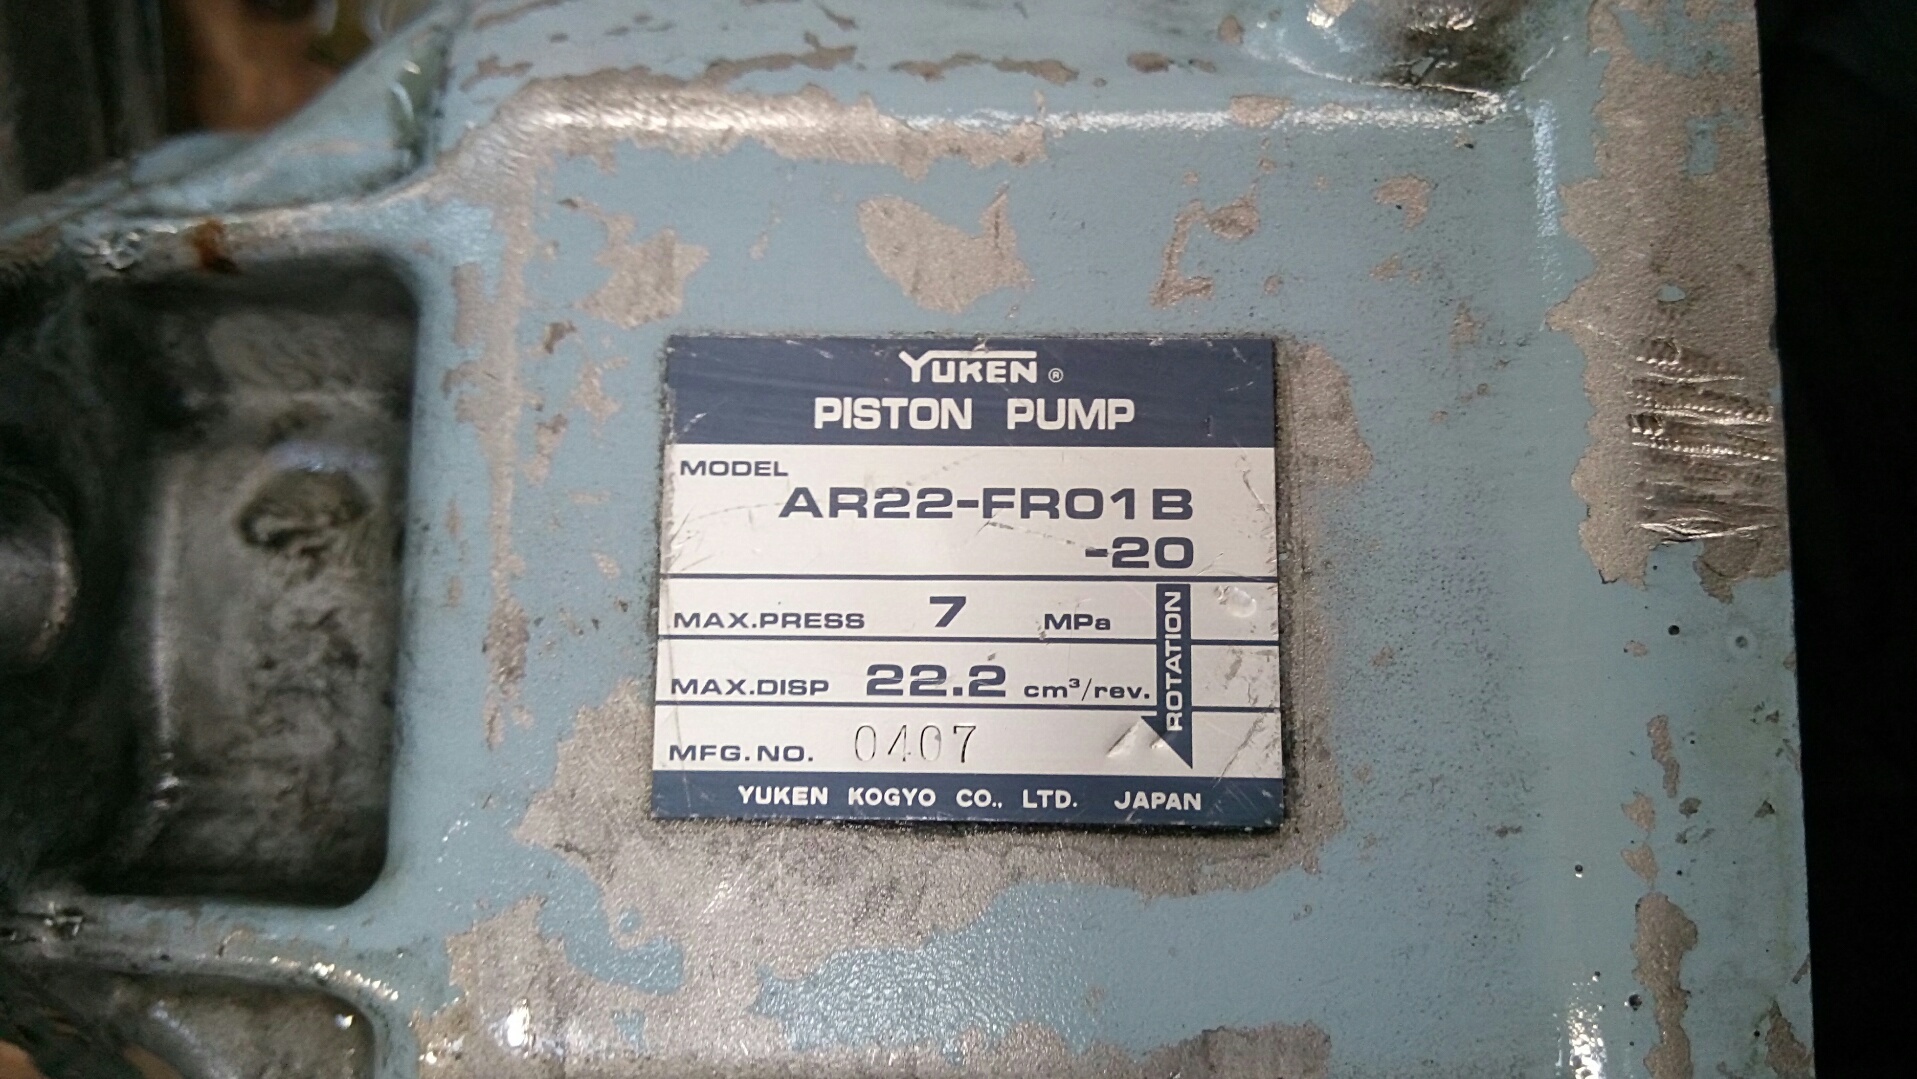 YUKEN ®
PISTON PUMP
MODEL
AR22-FR01B
-20
MAX.PRESS 7 MPa
MAX.DISP 22.2 cm³/rev.
ROTATION
MFG.NO. 0407
YUKEN KOGYO CO., LTD. JAPAN